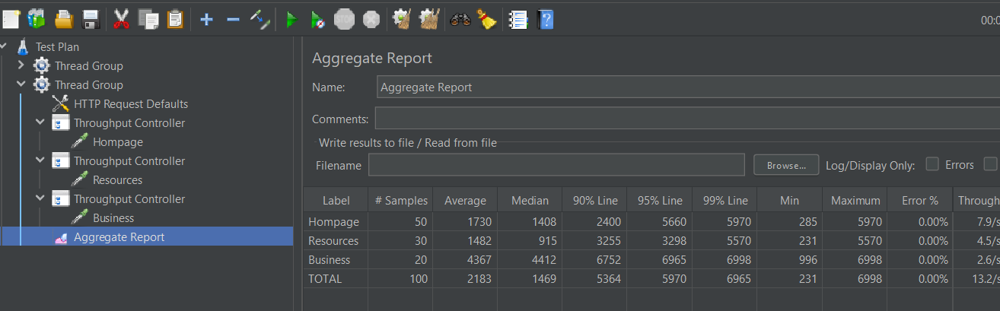 00:0
Test Plan
Thread Group
Thread Group
HTTP Request Defaults
Throughput Controller
Hompage
Throughput Controller
Resources
Throughput Controller
Business
Aggregate Report
Aggregate Report
Name: Aggregate Report
Comments:
Write results to file / Read from file
Filename Browse... Log/Display Only: Errors
Label # Samples Average Median 90% Line 95% Line 99% Line Min Maximum Error % Through
Hompage 50 1730 1408 2400 5660 5970 285 5970 0.00% 7.9/s
Resources 30 1482 915 3255 3298 5570 231 5570 0.00% 4.5/s
Business 20 4367 4412 6752 6965 6998 996 6998 0.00% 2.6/s
TOTAL 100 2183 1469 5364 5970 6965 231 6998 0.00% 13.2/s